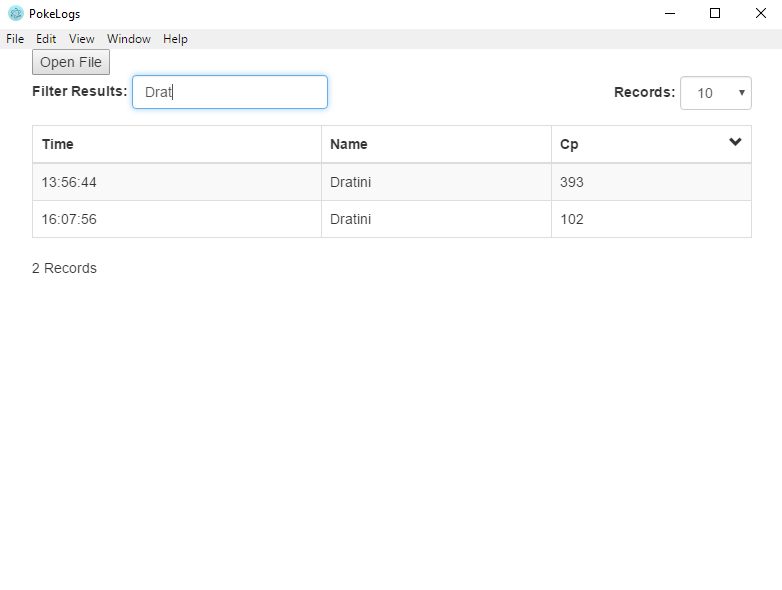 PokeLogs
File Edit View Window Help
Open File
Filter Results: Drat Records: 10
Time Name Cp
13:56:44 Dratini 393
16:07:56 Dratini 102
2 Records